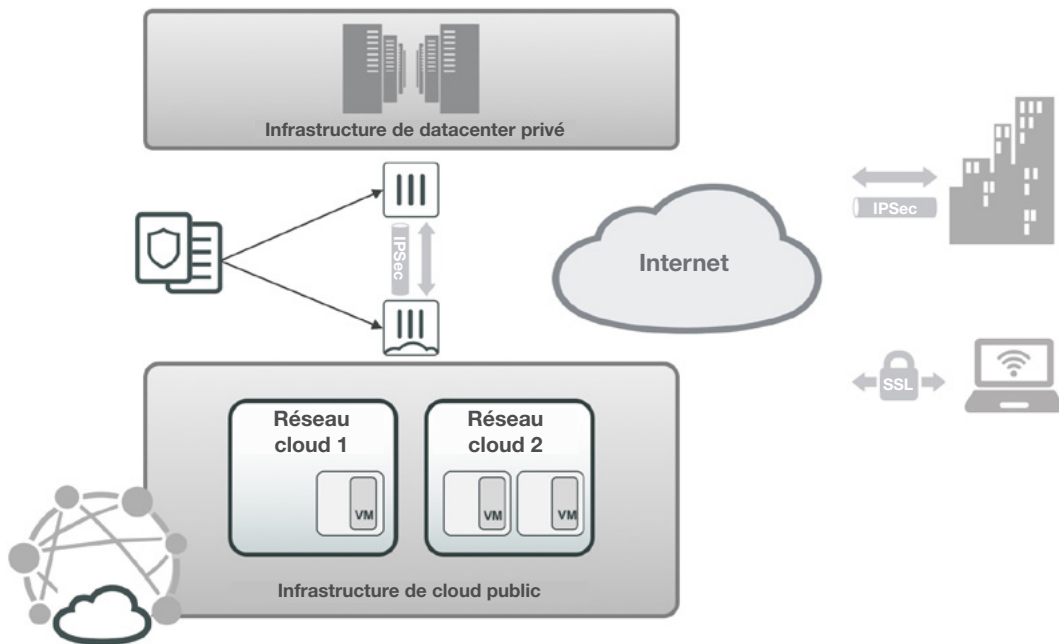 Infrastructure de datacenter privé
IPSec
IPSec
Internet
SSL
Réseau
cloud 1
VM
Réseau
cloud 2
VM
VM
Infrastructure de cloud public